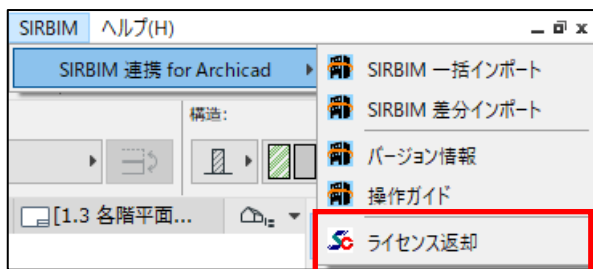 SIRBIM ヘルプ(H)
SIRBIM 連携 for Archicad
SIRBIM 一括インポート
SIRBIM 差分インポート
バージョン情報
操作ガイド
ライセンス返却
構造:
[1.3 各階平面...